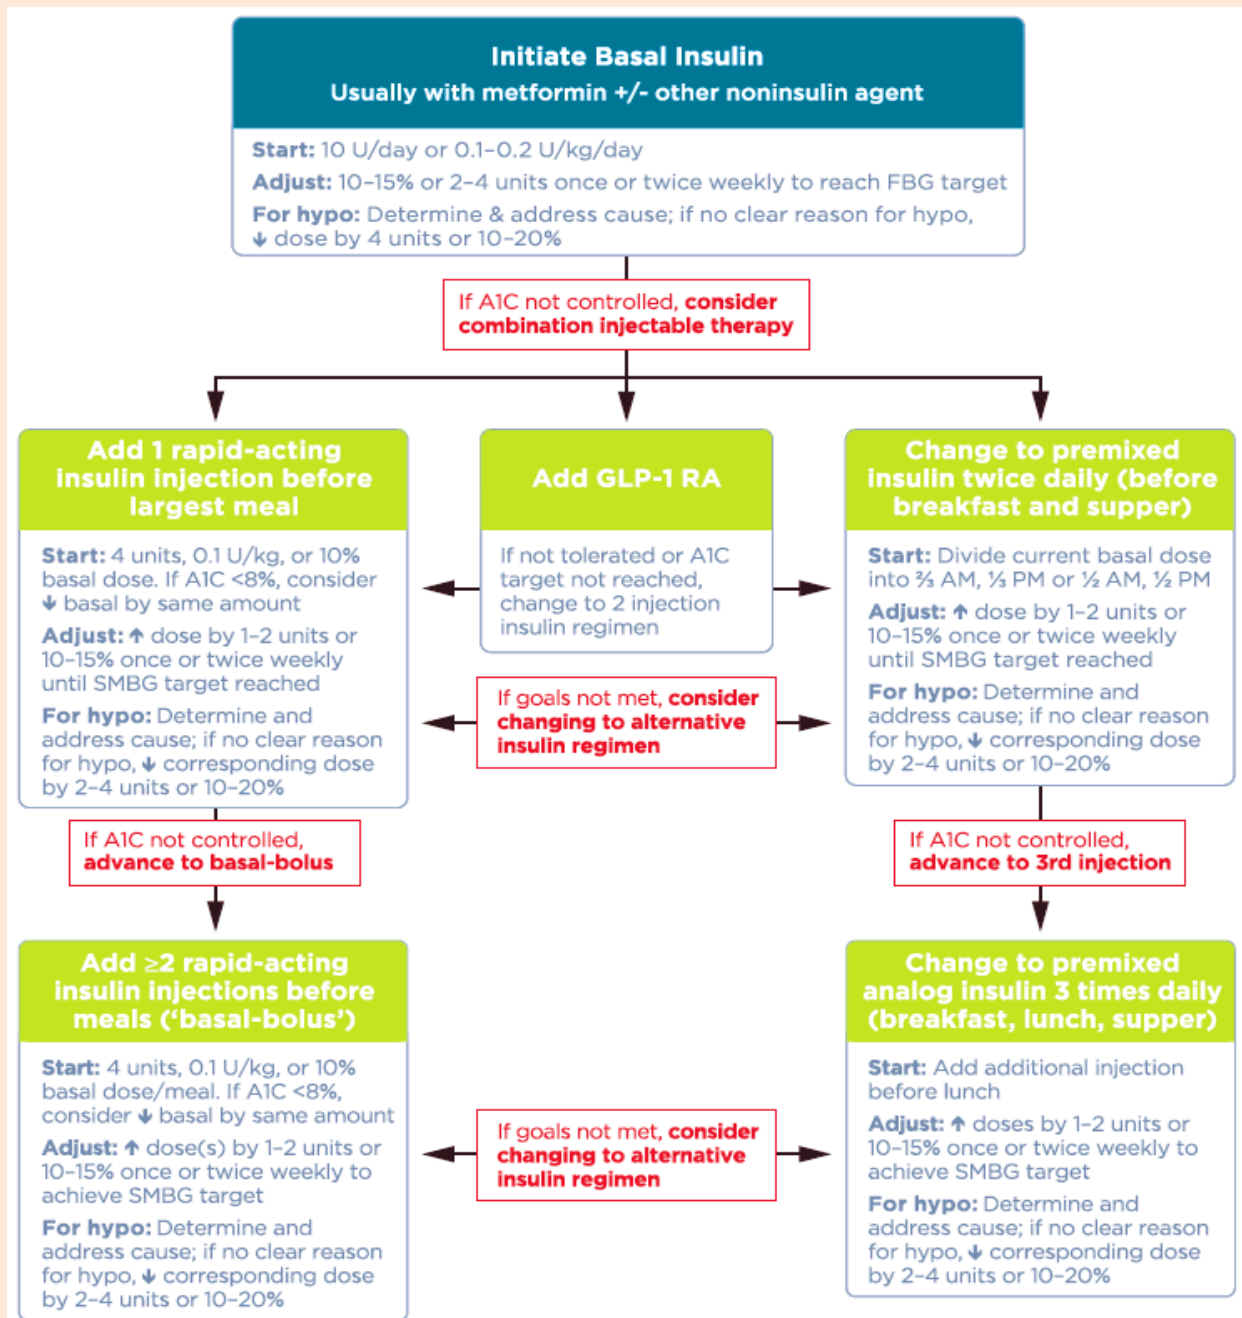 Initiate Basal Insulin
Usually with metformin +/- other noninsulin agent
Start: 10 U/day or 0.1–0.2 U/kg/day
Adjust: 10–15% or 2–4 units once or twice weekly to reach FBG target
For hypo: Determine & address cause; if no clear reason for hypo,
↓ dose by 4 units or 10–20%
If A1C not controlled, consider
combination injectable therapy
Add 1 rapid-acting
insulin injection before
largest meal
Start: 4 units, 0.1 U/kg, or 10%
basal dose. If A1C <8%, consider
↓ basal by same amount
Adjust: ↑ dose by 1–2 units or
10–15% once or twice weekly
until SMBG target reached
For hypo: Determine and
address cause; if no clear reason
for hypo, ↓ corresponding dose
by 2–4 units or 10–20%
Add GLP-1 RA
If not tolerated or A1C
target not reached,
change to 2 injection
insulin regimen
Change to premixed
insulin twice daily (before
breakfast and supper)
Start: Divide current basal dose
into ⅔ AM, ⅓ PM or ½ AM, ½ PM
Adjust: ↑ dose by 1–2 units or
10–15% once or twice weekly
until SMBG target reached
For hypo: Determine and
address cause; if no clear reason
for hypo, ↓ corresponding dose
by 2–4 units or 10–20%
If goals not met, consider
changing to alternative
insulin regimen
If A1C not controlled,
advance to basal-bolus
If A1C not controlled,
advance to 3rd injection
Add ≥2 rapid-acting
insulin injections before
meals (‘basal-bolus’)
Start: 4 units, 0.1 U/kg, or 10%
basal dose/meal. If A1C <8%,
consider ↓ basal by same amount
Adjust: ↑ dose(s) by 1–2 units or
10–15% once or twice weekly to
achieve SMBG target
For hypo: Determine and
address cause; if no clear reason
for hypo, ↓ corresponding dose
by 2–4 units or 10–20%
If goals not met, consider
changing to alternative
insulin regimen
Change to premixed
analog insulin 3 times daily
(breakfast, lunch, supper)
Start: Add additional injection
before lunch
Adjust: ↑ doses by 1–2 units or
10–15% once or twice weekly to
achieve SMBG target
For hypo: Determine and
address cause; if no clear reason
for hypo, ↓ corresponding dose
by 2–4 units or 10–20%